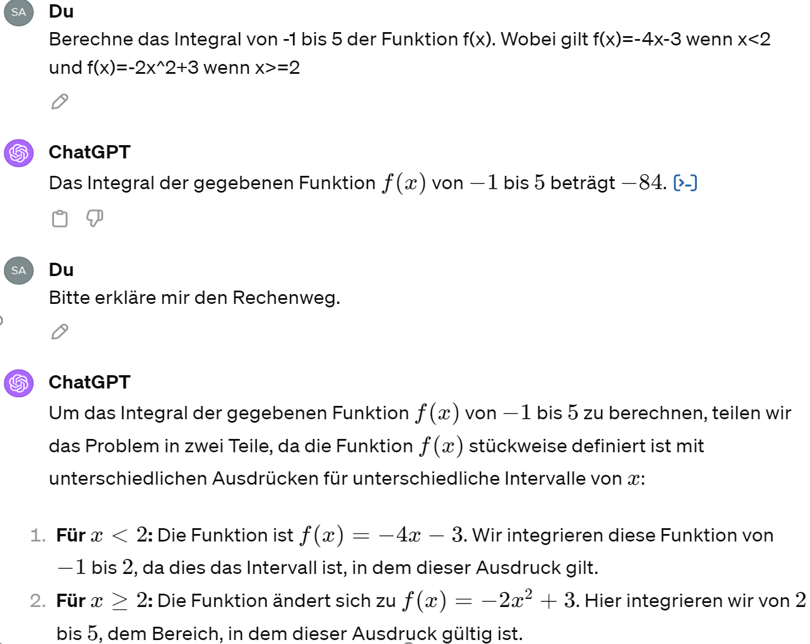 SA Du
Berechne das Integral von -1 bis 5 der Funktion f(x). Wobei gilt f(x)=-4x-3 wenn x<2
und f(x)=-2x^2+3 wenn x>=2
ChatGPT
Das Integral der gegebenen Funktion f(x) von −1 bis 5 beträgt −84. [>-]
SA Du
Bitte erkläre mir den Rechenweg.
ChatGPT
Um das Integral der gegebenen Funktion f(x) von −1 bis 5 zu berechnen, teilen wir
das Problem in zwei Teile, da die Funktion f(x) stückweise definiert ist mit
unterschiedlichen Ausdrücken für unterschiedliche Intervalle von x:
1. Für x < 2: Die Funktion ist f(x) = −4x − 3. Wir integrieren diese Funktion von
−1 bis 2, da dies das Intervall ist, in dem dieser Ausdruck gilt.
2. Für x ≥ 2: Die Funktion ändert sich zu f(x) = −2x² + 3. Hier integrieren wir von 2
bis 5, dem Bereich, in dem dieser Ausdruck gültig ist.